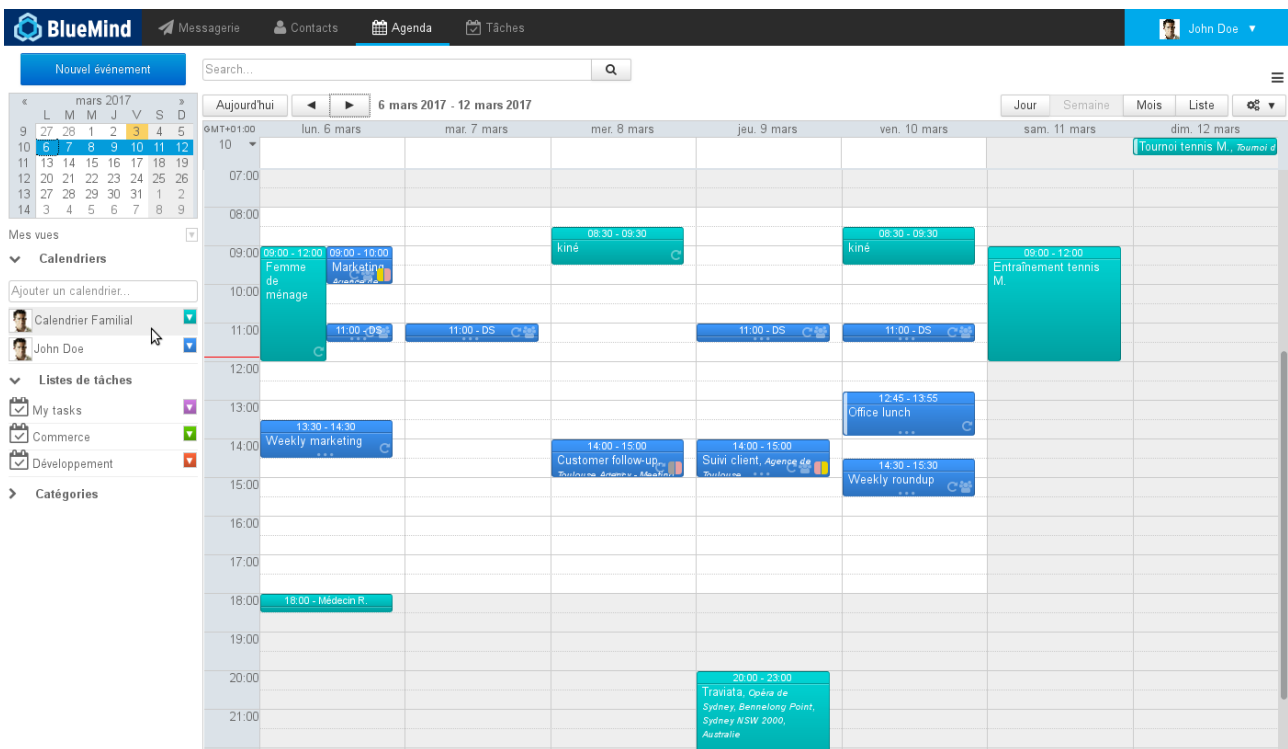 BlueMind Messagerie Contacts Agenda Tâches John Doe ▼
Nouvel événement
Search...
« mars 2017 »
L M M J V S D
9 27 28 1 2 3 4 5
10 6 7 8 9 10 11 12
11 13 14 15 16 17 18 19
12 20 21 22 23 24 25 26
13 27 28 29 30 31 1 2
14 3 4 5 6 7 8 9
Mes vues
Calendriers
Ajouter un calendrier...
Calendrier Familial
John Doe
Listes de tâches
My tasks
Commerce
Développement
Catégories
Aujourd'hui ◄ ► 6 mars 2017 - 12 mars 2017 Jour Semaine Mois Liste
GMT+01:00 lun. 6 mars mar. 7 mars mer. 8 mars jeu. 9 mars ven. 10 mars sam. 11 mars dim. 12 mars
10
Tournoi tennis M., Tournoi d
07:00
08:00
09:00
10:00
11:00
12:00
13:00
14:00
15:00
16:00
17:00
18:00
19:00
20:00
21:00
09:00 - 12:00
Femme
de
ménage
09:00 - 10:00
Marketing,
Agence de
11:00 - DS
13:30 - 14:30
Weekly marketing
18:00 - Médecin R.
11:00 - DS
08:30 - 09:30
kiné
14:00 - 15:00
Customer follow-up,
Toulouse Agency - Meeting
11:00 - DS
14:00 - 15:00
Suivi client, Agence de
Toulouse
20:00 - 23:00
Traviata, Opéra de
Sydney, Bennelong Point,
Sydney NSW 2000,
Australie
08:30 - 09:30
kiné
11:00 - DS
12:45 - 13:55
Office lunch
14:30 - 15:30
Weekly roundup
09:00 - 12:00
Entraînement tennis
M.